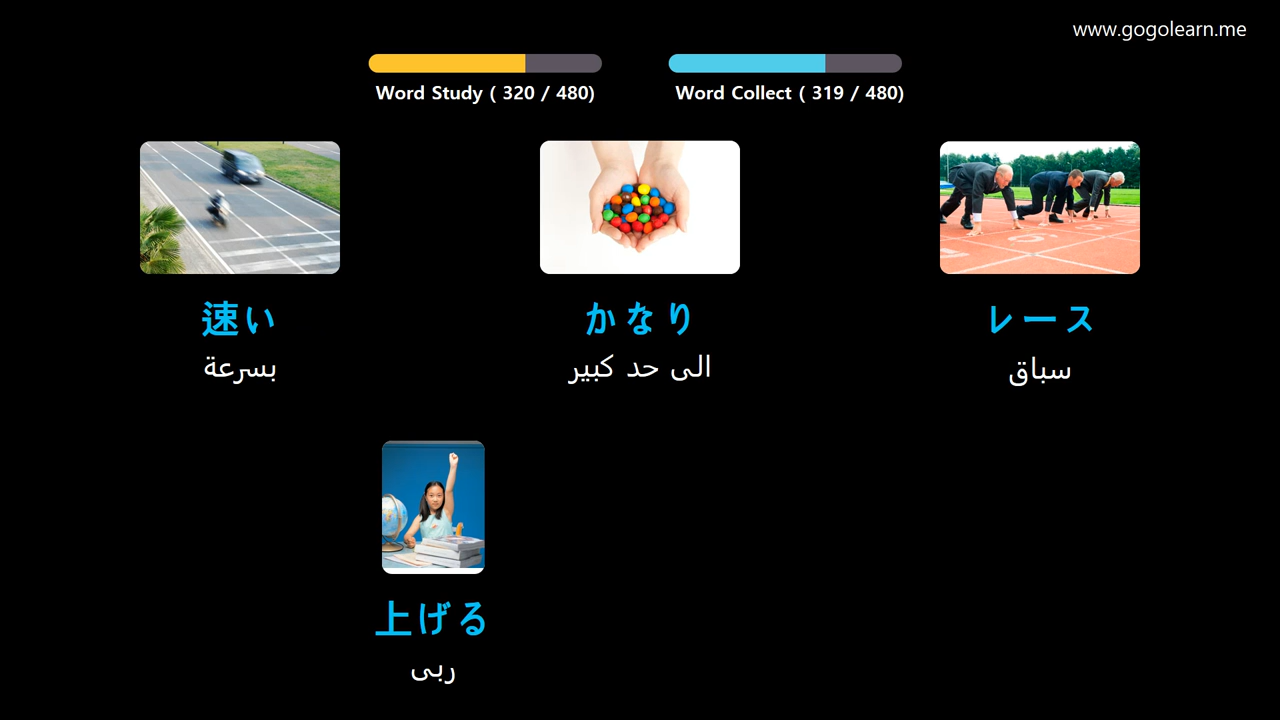 www.gogolearn.me
Word Study ( 320 / 480)
Word Collect ( 319 / 480)
速い
بسرعة
かなり
الى حد كبير
レース
سباق
上げる
ربى